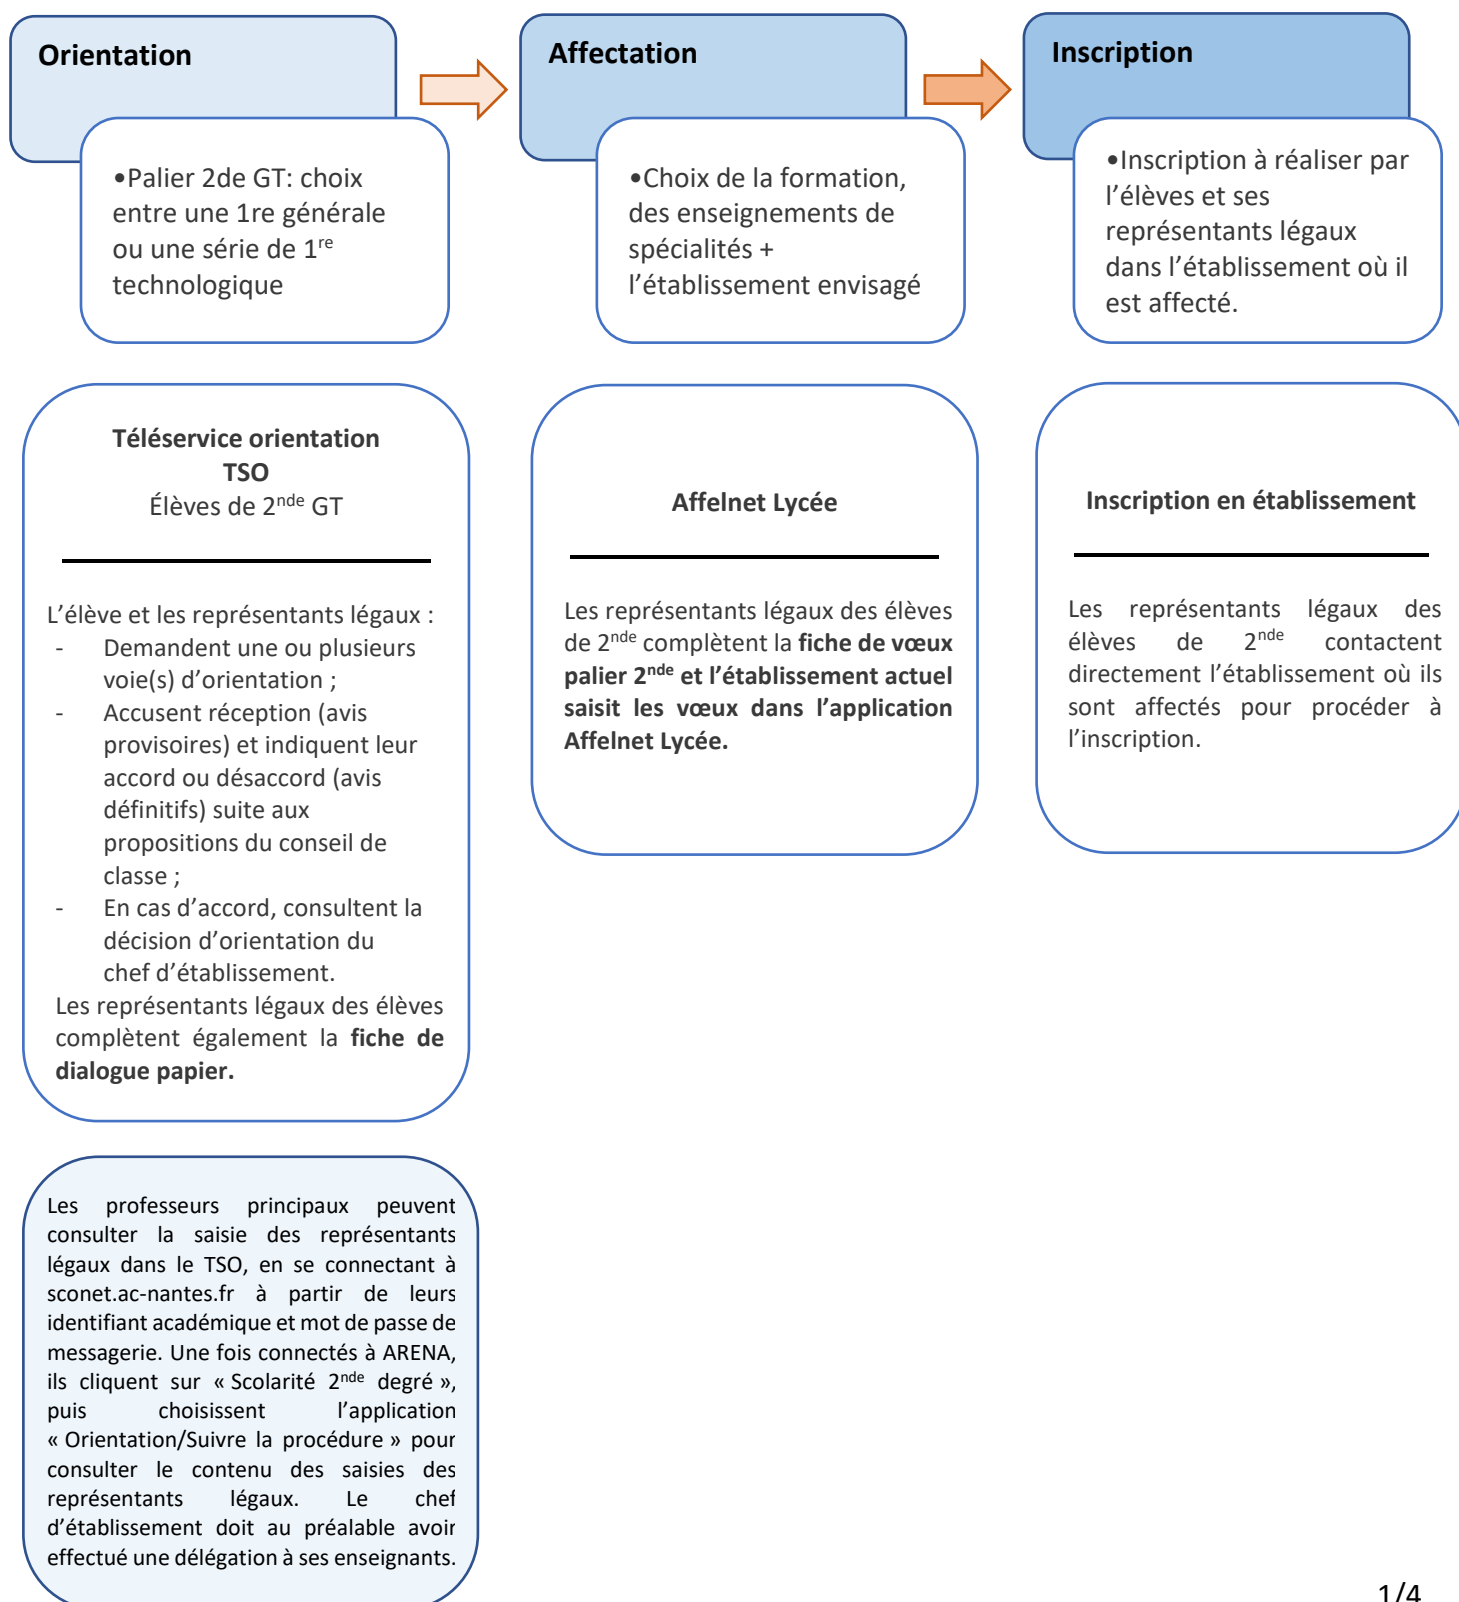 Orientation
•Palier 2de GT: choix
entre une 1re générale
ou une série de 1re
technologique
Affectation
•Choix de la formation,
des enseignements de
spécialités +
l’établissement envisagé
Inscription
•Inscription à réaliser par
l’élèves et ses
représentants légaux
dans l’établissement où il
est affecté.
Téléservice orientation
TSO
Élèves de 2nde GT
L’élève et les représentants légaux :
- Demandent une ou plusieurs
voie(s) d’orientation ;
- Accusent réception (avis
provisoires) et indiquent leur
accord ou désaccord (avis
définitifs) suite aux
propositions du conseil de
classe ;
- En cas d’accord, consultent la
décision d’orientation du
chef d’établissement.
Les représentants légaux des élèves
complètent également la fiche de
dialogue papier.
Affelnet Lycée
Les représentants légaux des élèves
de 2nde complètent la fiche de vœux
palier 2nde et l’établissement actuel
saisit les vœux dans l’application
Affelnet Lycée.
Inscription en établissement
Les représentants légaux des
élèves de 2nde contactent
directement l’établissement où ils
sont affectés pour procéder à
l’inscription.
Les professeurs principaux peuvent
consulter la saisie des représentants
légaux dans le TSO, en se connectant à
sconet.ac-nantes.fr à partir de leurs
identifiant académique et mot de passe de
messagerie. Une fois connectés à ARENA,
ils cliquent sur « Scolarité 2nde degré »,
puis choisissent l’application
« Orientation/Suivre la procédure » pour
consulter le contenu des saisies des
représentants légaux. Le chef
d’établissement doit au préalable avoir
effectué une délégation à ses enseignants.
1/4